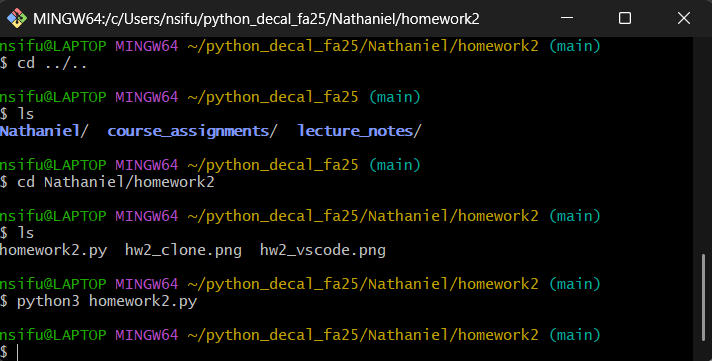 MINGW64:/c/Users/nsifu/python_decal_fa25/Nathaniel/homework2
nsifu@LAPTOP MINGW64 ~/python_decal_fa25/Nathaniel/homework2 (main)
$ cd ../..
nsifu@LAPTOP MINGW64 ~/python_decal_fa25 (main)
$ ls
Nathaniel/  course_assignments/  lecture_notes/
nsifu@LAPTOP MINGW64 ~/python_decal_fa25 (main)
$ cd Nathaniel/homework2
nsifu@LAPTOP MINGW64 ~/python_decal_fa25/Nathaniel/homework2 (main)
$ ls
homework2.py  hw2_clone.png  hw2_vscode.png
nsifu@LAPTOP MINGW64 ~/python_decal_fa25/Nathaniel/homework2 (main)
$ python3 homework2.py
nsifu@LAPTOP MINGW64 ~/python_decal_fa25/Nathaniel/homework2 (main)
$